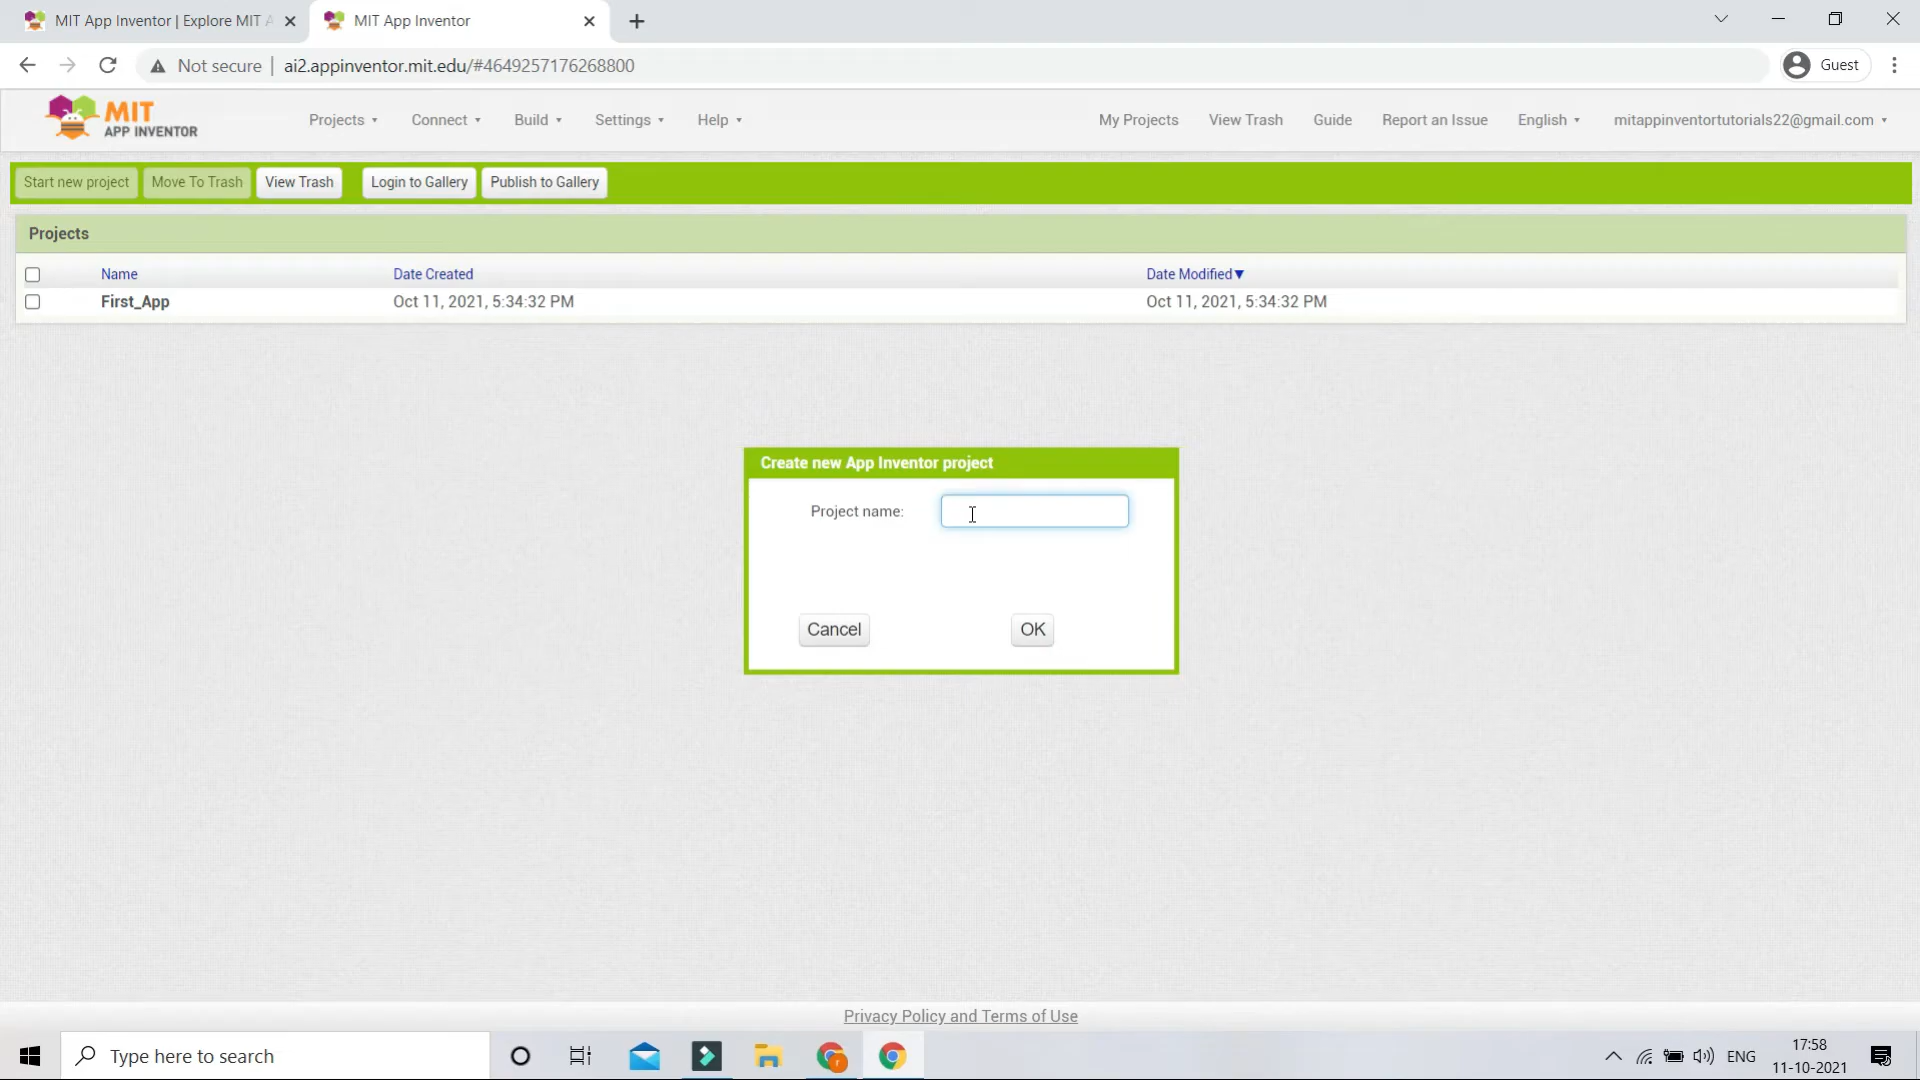 MIT App Inventor | Explore MIT A
MIT App Inventor
Not secure | ai2.appinventor.mit.edu/#4649257176268800
Guest
MIT
APP INVENTOR
Projects
Connect
Build
Settings
Help
My Projects
View Trash
Guide
Report an Issue
English
mitappinventortutorials22@gmail.com
Start new project
Move To Trash
View Trash
Login to Gallery
Publish to Gallery
Projects
Name
Date Created
Date Modified▼
First_App
Oct 11, 2021, 5:34:32 PM
Oct 11, 2021, 5:34:32 PM
Create new App Inventor project
Project name:
Cancel
OK
Privacy Policy and Terms of Use
Type here to search
r
ENG
17:58
11-10-2021